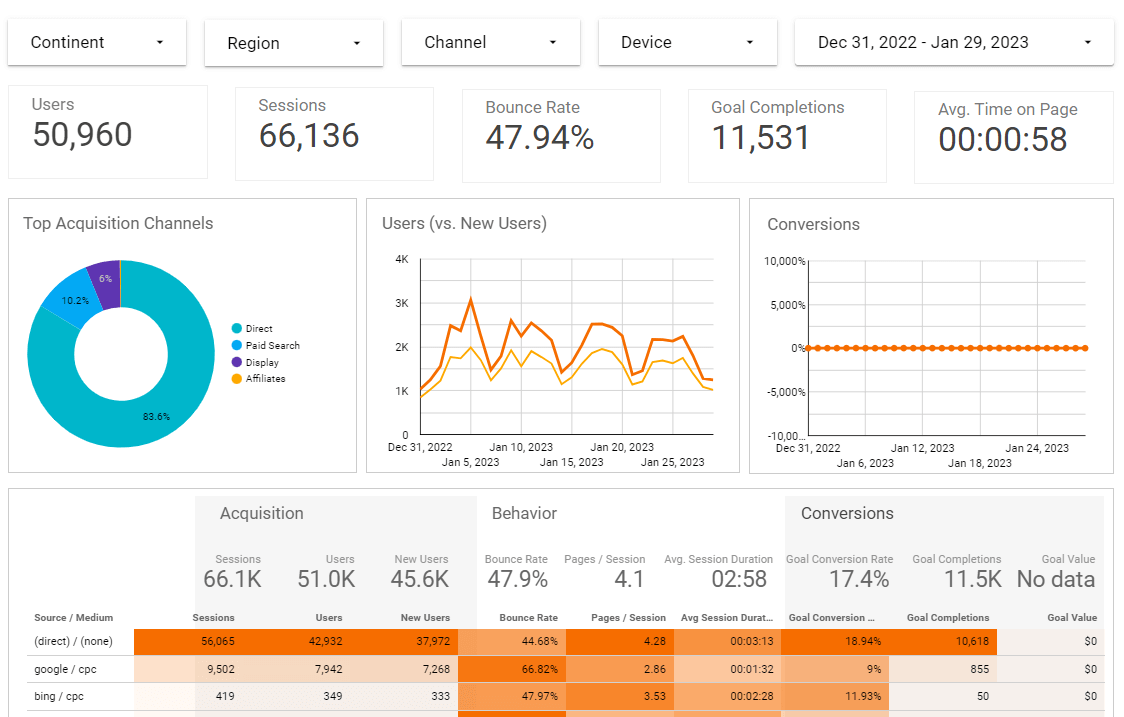 Continent
Region
Channel
Device
Dec 31, 2022 - Jan 29, 2023
Users
50,960
Sessions
66,136
Bounce Rate
47.94%
Goal Completions
11,531
Avg. Time on Page
00:00:58
Top Acquisition Channels
6%
10.2%
83.6%
Direct
Paid Search
Display
Affiliates
Users (vs. New Users)
4K
3K
2K
1K
0
Dec 31, 2022 Jan 10, 2023 Jan 20, 2023
Jan 5, 2023 Jan 15, 2023 Jan 25, 2023
Conversions
10,000%
5,000%
0%
-5,000%
-10,00...
Dec 31, 2022 Jan 12, 2023 Jan 24, 2023
Jan 6, 2023 Jan 18, 2023
Acquisition Behavior Conversions
Sessions Users New Users Bounce Rate Pages / Session Avg. Session Duration Goal Conversion Rate Goal Completions Goal Value
66.1K 51.0K 45.6K 47.9% 4.1 02:58 17.4% 11.5K No data
Source / Medium Sessions Users New Users Bounce Rate Pages / Session Avg Session Durat... Goal Conversion ... Goal Completions Goal Value
(direct) / (none) 56,065 42,932 37,972 44.68% 4.28 00:03:13 18.94% 10,618 $0
google / cpc 9,502 7,942 7,268 66.82% 2.86 00:01:32 9% 855 $0
bing / cpc 419 349 333 47.97% 3.53 00:02:28 11.93% 50 $0